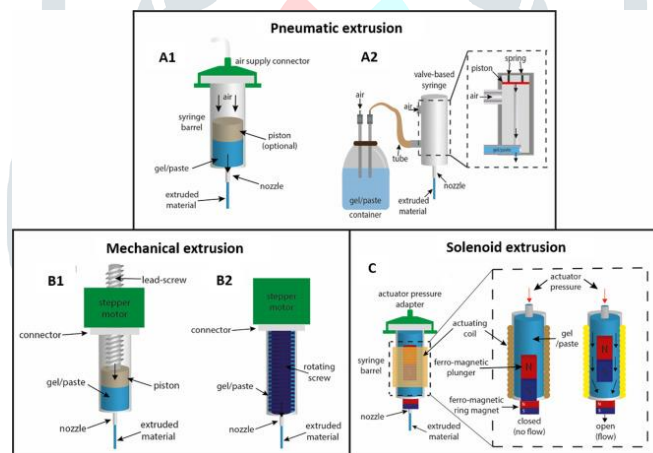 Pneumatic extrusion
A1
air supply connector
air
syringe
barrel
piston
(optional)
gel/paste
nozzle
extruded
material
A2
valve-based
syringe
air
air
tube
gel/paste
container
nozzle
extruded
material
spring
piston
air
gel/paste
Mechanical extrusion
B1
lead-screw
stepper
motor
connector
gel/paste
piston
nozzle
extruded
material
B2
stepper
motor
connector
rotating
screw
gel/paste
nozzle
extruded
material
Solenoid extrusion
C
actuator pressure
adapter
syringe
barrel
nozzle
extruded
material
actuator
pressure
actuating
coil
gel
/paste
ferro-magnetic
plunger
N
N
ferro-magnetic
ring magnet
closed
(no flow)
open
(flow)